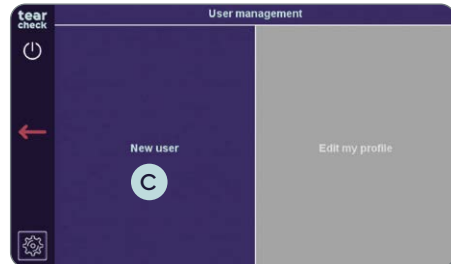 tear
check
User management
New user
Edit my profile
C